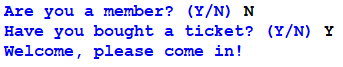 Are you a member? (Y/N) N
Have you bought a ticket? (Y/N) Y
Welcome, please come in!